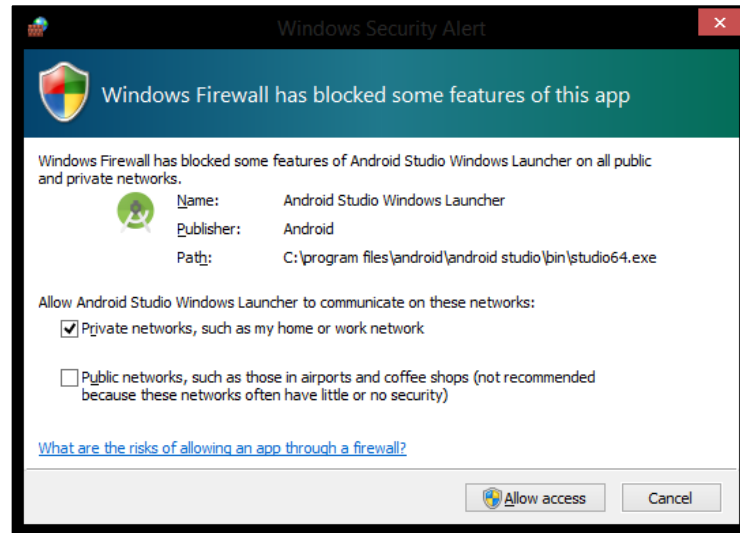 Windows Security Alert
Windows Firewall has blocked some features of this app
Windows Firewall has blocked some features of Android Studio Windows Launcher on all public
and private networks.
Name: Android Studio Windows Launcher
Publisher: Android
Path: C:\program files\android\android studio\bin\studio64.exe
Allow Android Studio Windows Launcher to communicate on these networks:
Private networks, such as my home or work network
Public networks, such as those in airports and coffee shops (not recommended
because these networks often have little or no security)
What are the risks of allowing an app through a firewall?
Allow access Cancel